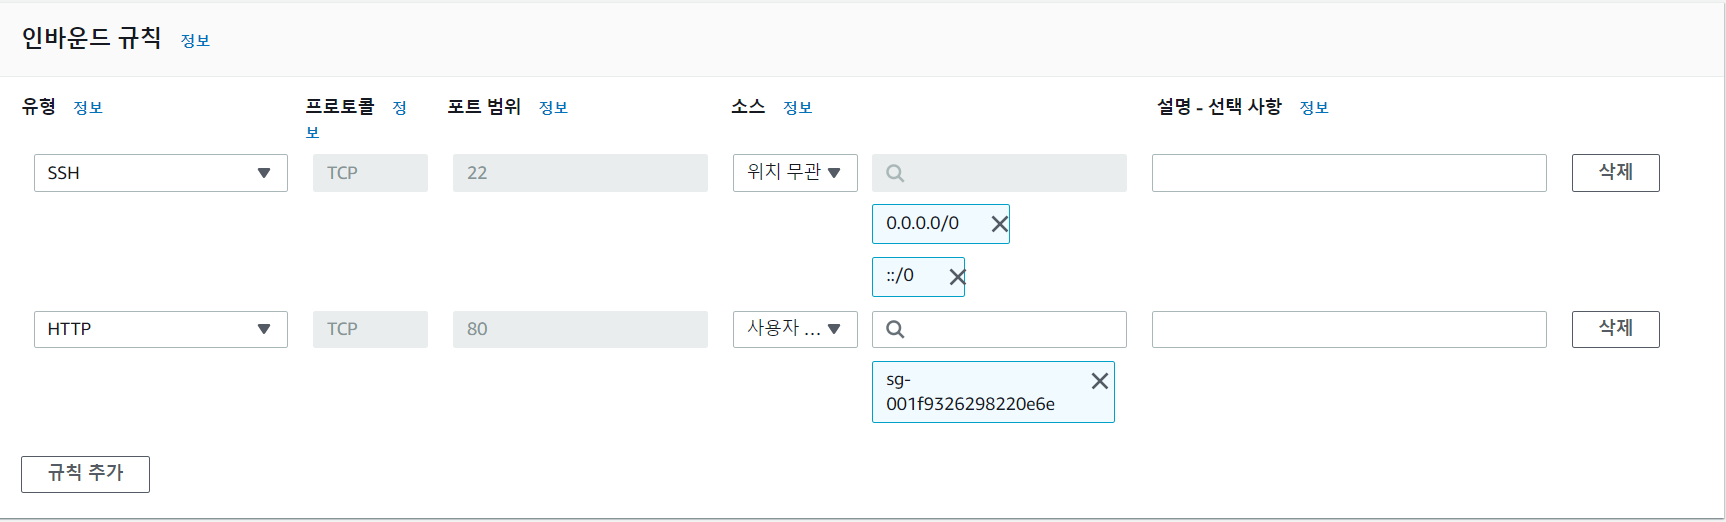 인바운드 규칙 정보
유형 정보 프로토콜 정보 포트 범위 정보 소스 정보 설명 - 선택 사항 정보
SSH TCP 22 위치 무관 삭제
0.0.0.0/0
::/0
HTTP TCP 80 사용자 ... 삭제
sg-
001f9326298220e6e
규칙 추가